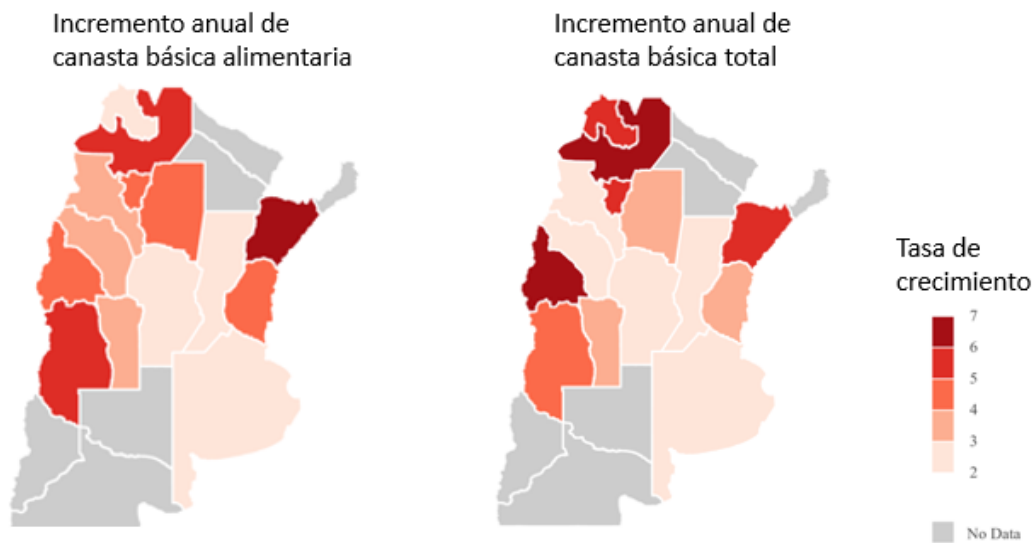 Incremento anual de
canasta básica alimentaria
Incremento anual de
canasta básica total
Tasa de
crecimiento
7
6
5
4
3
2
No Data